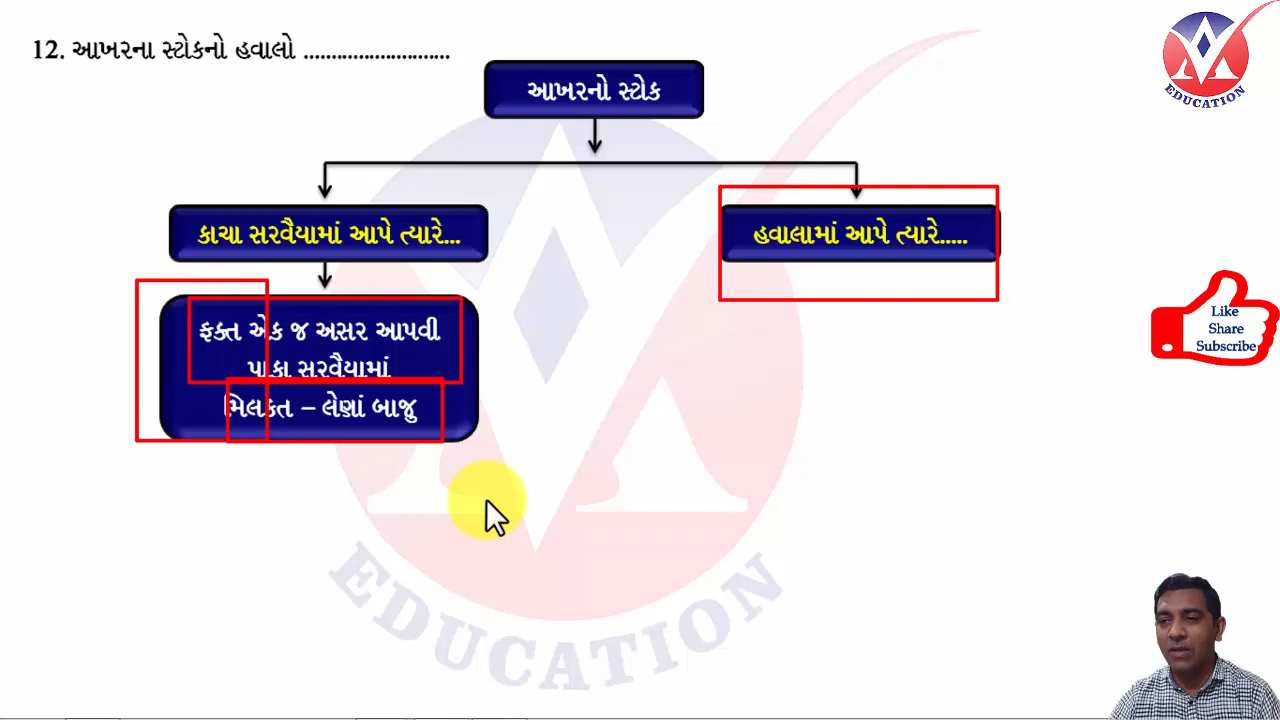 12. આખરના સ્ટોકનો હવાલો ..........................
આખરનો સ્ટોક
કાચા સરવૈયામાં આપે ત્યારે...
હવાલામાં આપે ત્યારે.....
ફક્ત એક જ અસર આપવી
પાકા સરવૈયામાં
મિલકત – લેણાં બાજુ
EDUCATION
Like
Share
Subscribe
EDUCATION